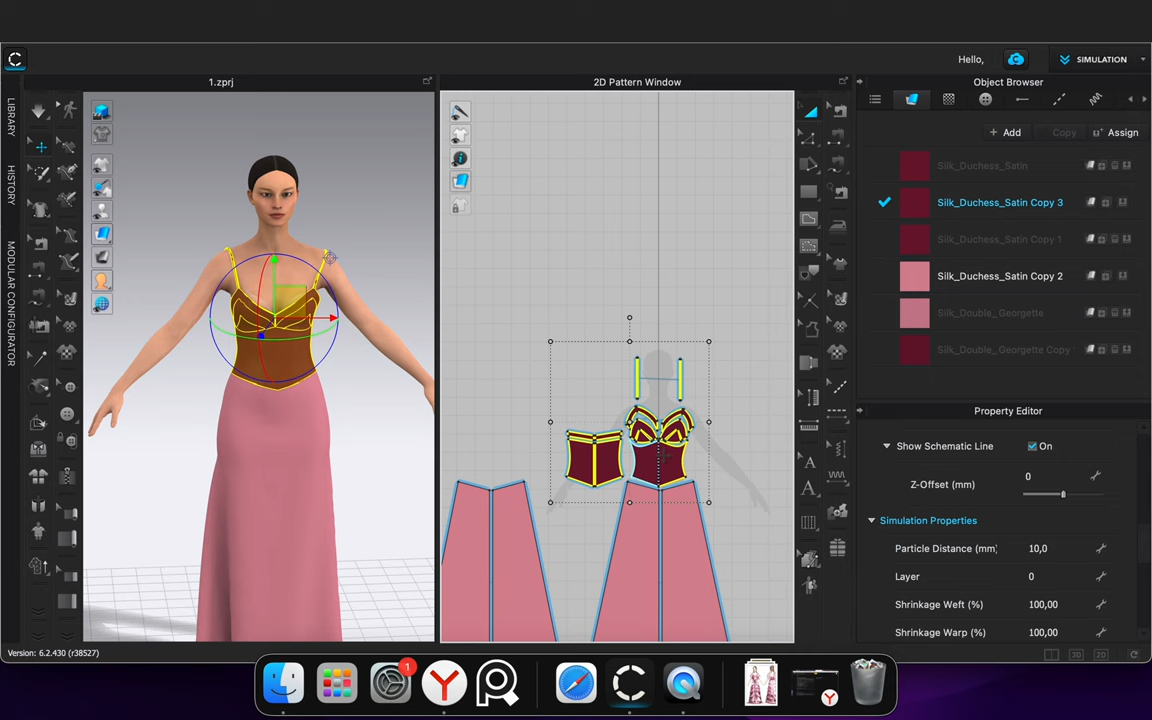 Hello,
SIMULATION
1.zprj
2D Pattern Window
Object Browser
LIBRARY
HISTORY
MODULAR CONFIGURATOR
+ Add
Copy
Assign
Silk_Duchess_Satin
Silk_Duchess_Satin Copy 3
Silk_Duchess_Satin Copy 1
Silk_Duchess_Satin Copy 2
Silk_Double_Georgette
Silk_Double_Georgette Copy
Property Editor
Show Schematic Line
On
Z-Offset (mm)
0
Simulation Properties
Particle Distance (mm)
10,0
Layer
0
Shrinkage Weft (%)
100,00
Shrinkage Warp (%)
100,00
Version: 6.2.430 (r38527)
3D
2D
1